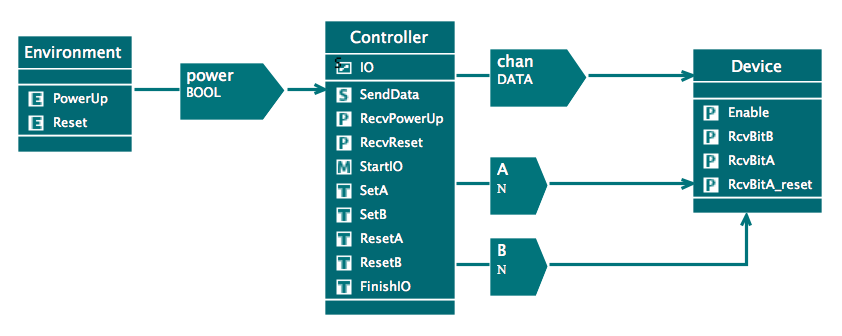 Environment
E PowerUp
E Reset
power
BOOL
Controller
S
IO
S SendData
P RecvPowerUp
P RecvReset
M StartIO
T SetA
T SetB
T ResetA
T ResetB
T FinishIO
chan
DATA
A
N
B
N
Device
P Enable
P RcvBitB
P RcvBitA
P RcvBitA_reset